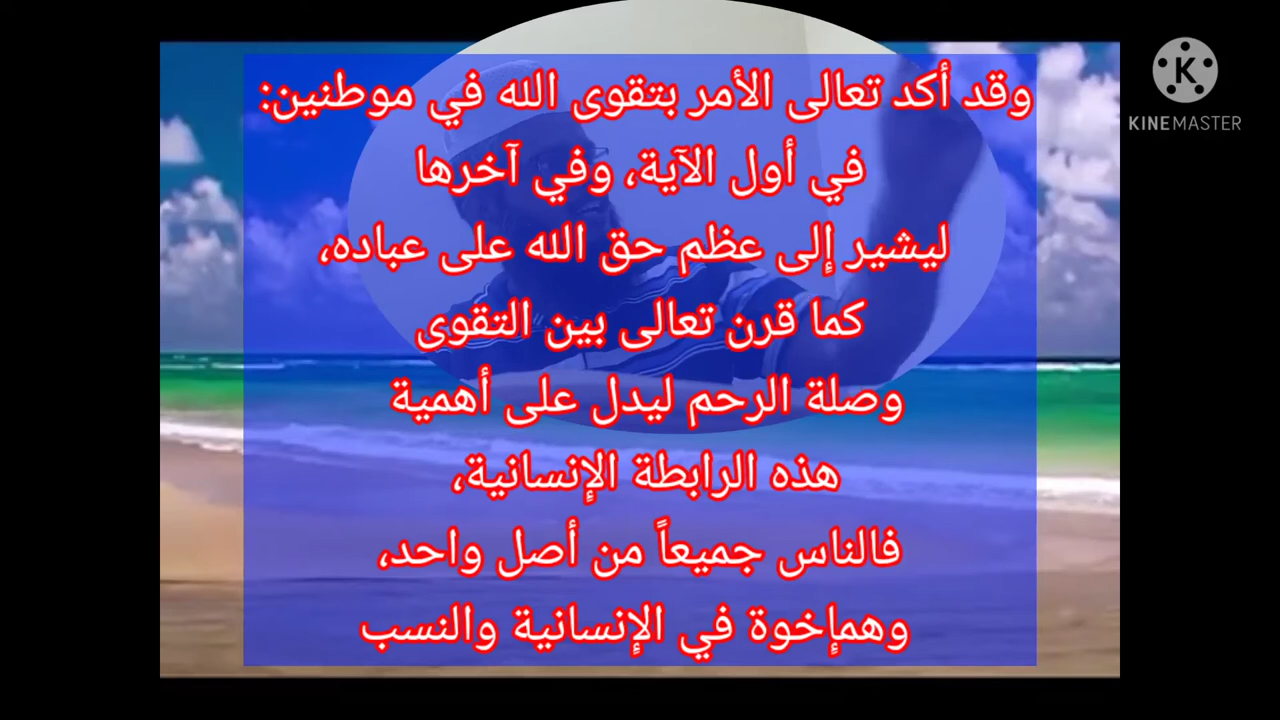 وقد أكد تعالى الأمر بتقوى الله في موطنين:
في أول الآية، وفي آخرها
ليشير إلى عظم حق الله على عباده،
كما قرن تعالى بين التقوى
وصلة الرحم ليدل على أهمية
هذه الرابطة الإنسانية،
فالناس جميعاً من أصل واحد،
وهمإخوة في الإنسانية والنسب
K
KINEMASTER